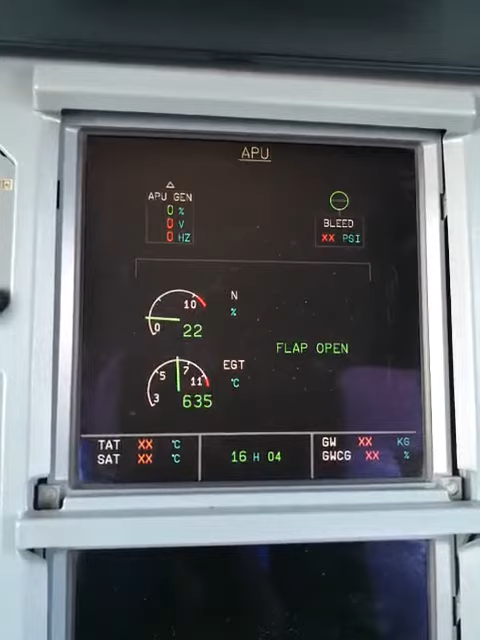 APU
APU GEN
0 %
0 V
0 HZ
BLEED
XX PSI
10
0
22
N
%
FLAP OPEN
3
5
7
11
635
EGT
°C
TAT XX °C
SAT XX °C
16 H 04
GW XX KG
GWCG XX %